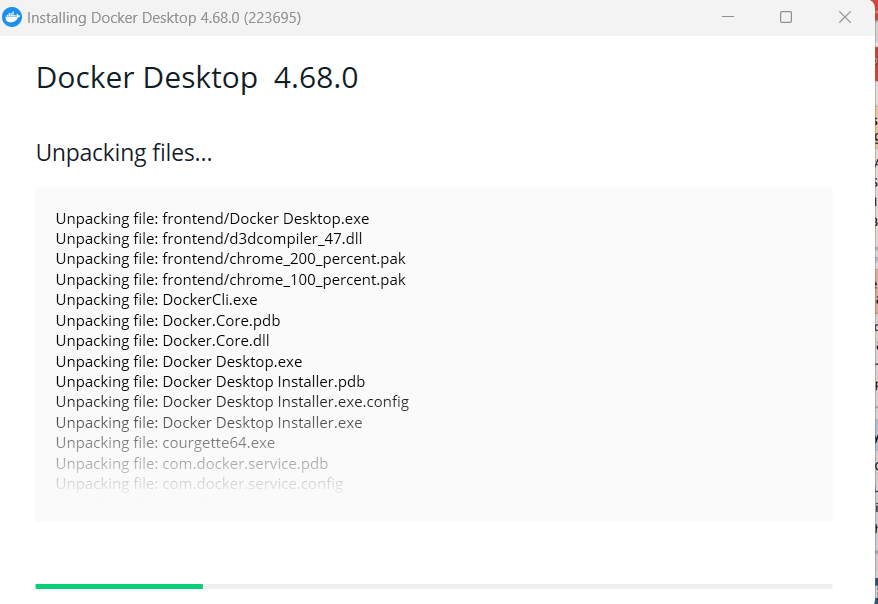 Installing Docker Desktop 4.68.0 (223695)
Docker Desktop 4.68.0
Unpacking files...
Unpacking file: frontend/Docker Desktop.exe
Unpacking file: frontend/d3dcompiler_47.dll
Unpacking file: frontend/chrome_200_percent.pak
Unpacking file: frontend/chrome_100_percent.pak
Unpacking file: DockerCli.exe
Unpacking file: Docker.Core.pdb
Unpacking file: Docker.Core.dll
Unpacking file: Docker Desktop.exe
Unpacking file: Docker Desktop Installer.pdb
Unpacking file: Docker Desktop Installer.exe.config
Unpacking file: Docker Desktop Installer.exe
Unpacking file: courgette64.exe
Unpacking file: com.docker.service.pdb
Unpacking file: com.docker.service.config